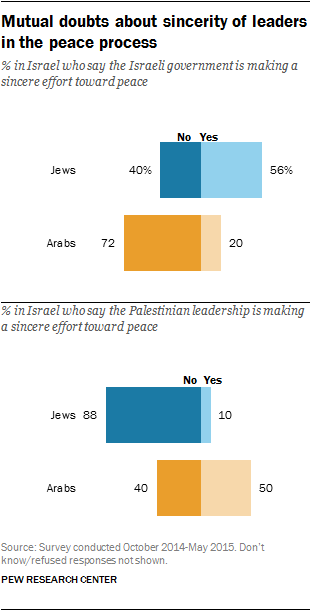 Mutual doubts about sincerity of leaders
in the peace process
% in Israel who say the Israeli government is making a
sincere effort toward peace
No Yes
Jews 40% 56%
Arabs 72 20
% in Israel who say the Palestinian leadership is making
a sincere effort toward peace
No Yes
Jews 88 10
Arabs 40 50
Source: Survey conducted October 2014-May 2015. Don't
know/refused responses not shown.
PEW RESEARCH CENTER